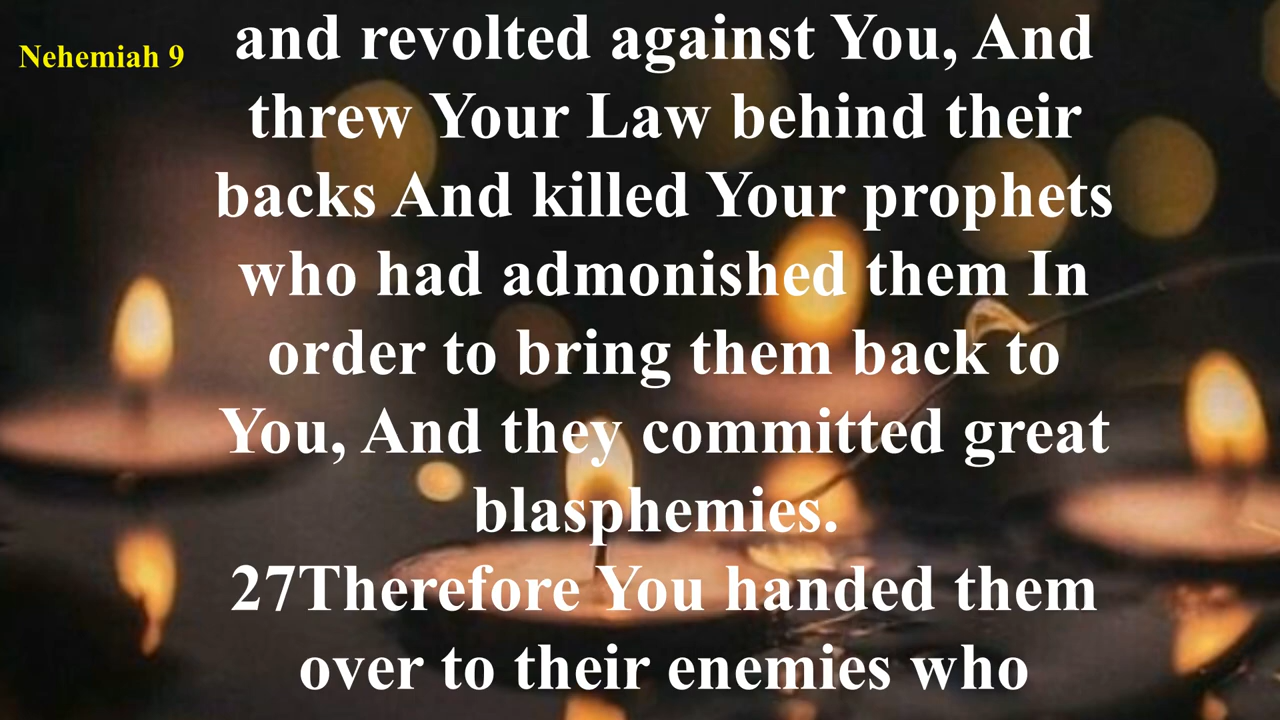 Nehemiah 9
and revolted against You, And
threw Your Law behind their
backs And killed Your prophets
who had admonished them In
order to bring them back to
You, And they committed great
blasphemies.
27Therefore You handed them
over to their enemies who